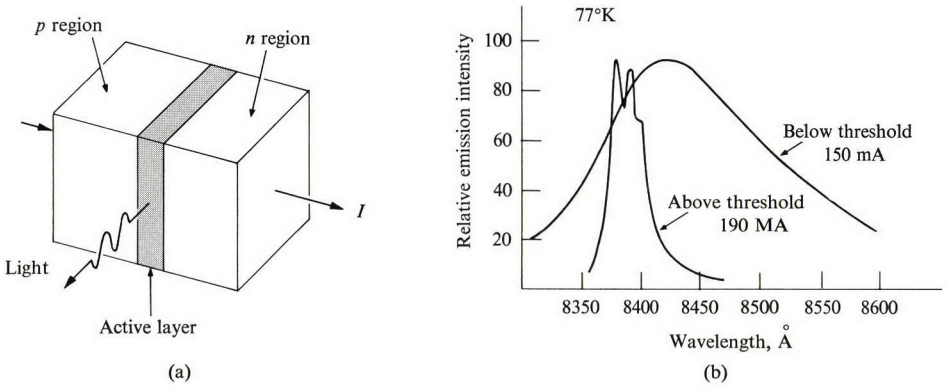 p region
n region
I
Light
Active layer
(a)
77°K
Relative emission intensity
100
80
60
40
20
Below threshold
150 mA
Above threshold
190 MA
8350 8400 8450 8500 8550 8600
Wavelength, Å
(b)